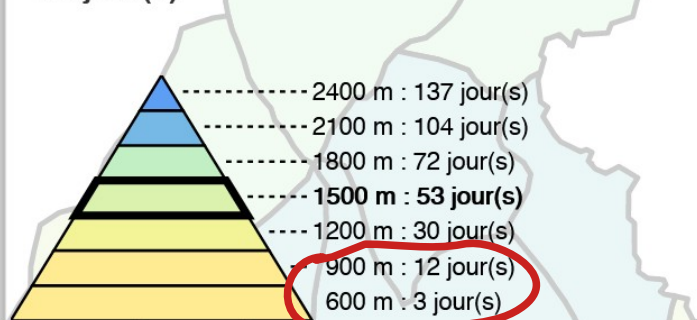 2400 m : 137 jour(s)
2100 m : 104 jour(s)
1800 m : 72 jour(s)
1500 m : 53 jour(s)
1200 m : 30 jour(s)
900 m : 12 jour(s)
600 m : 3 jour(s)